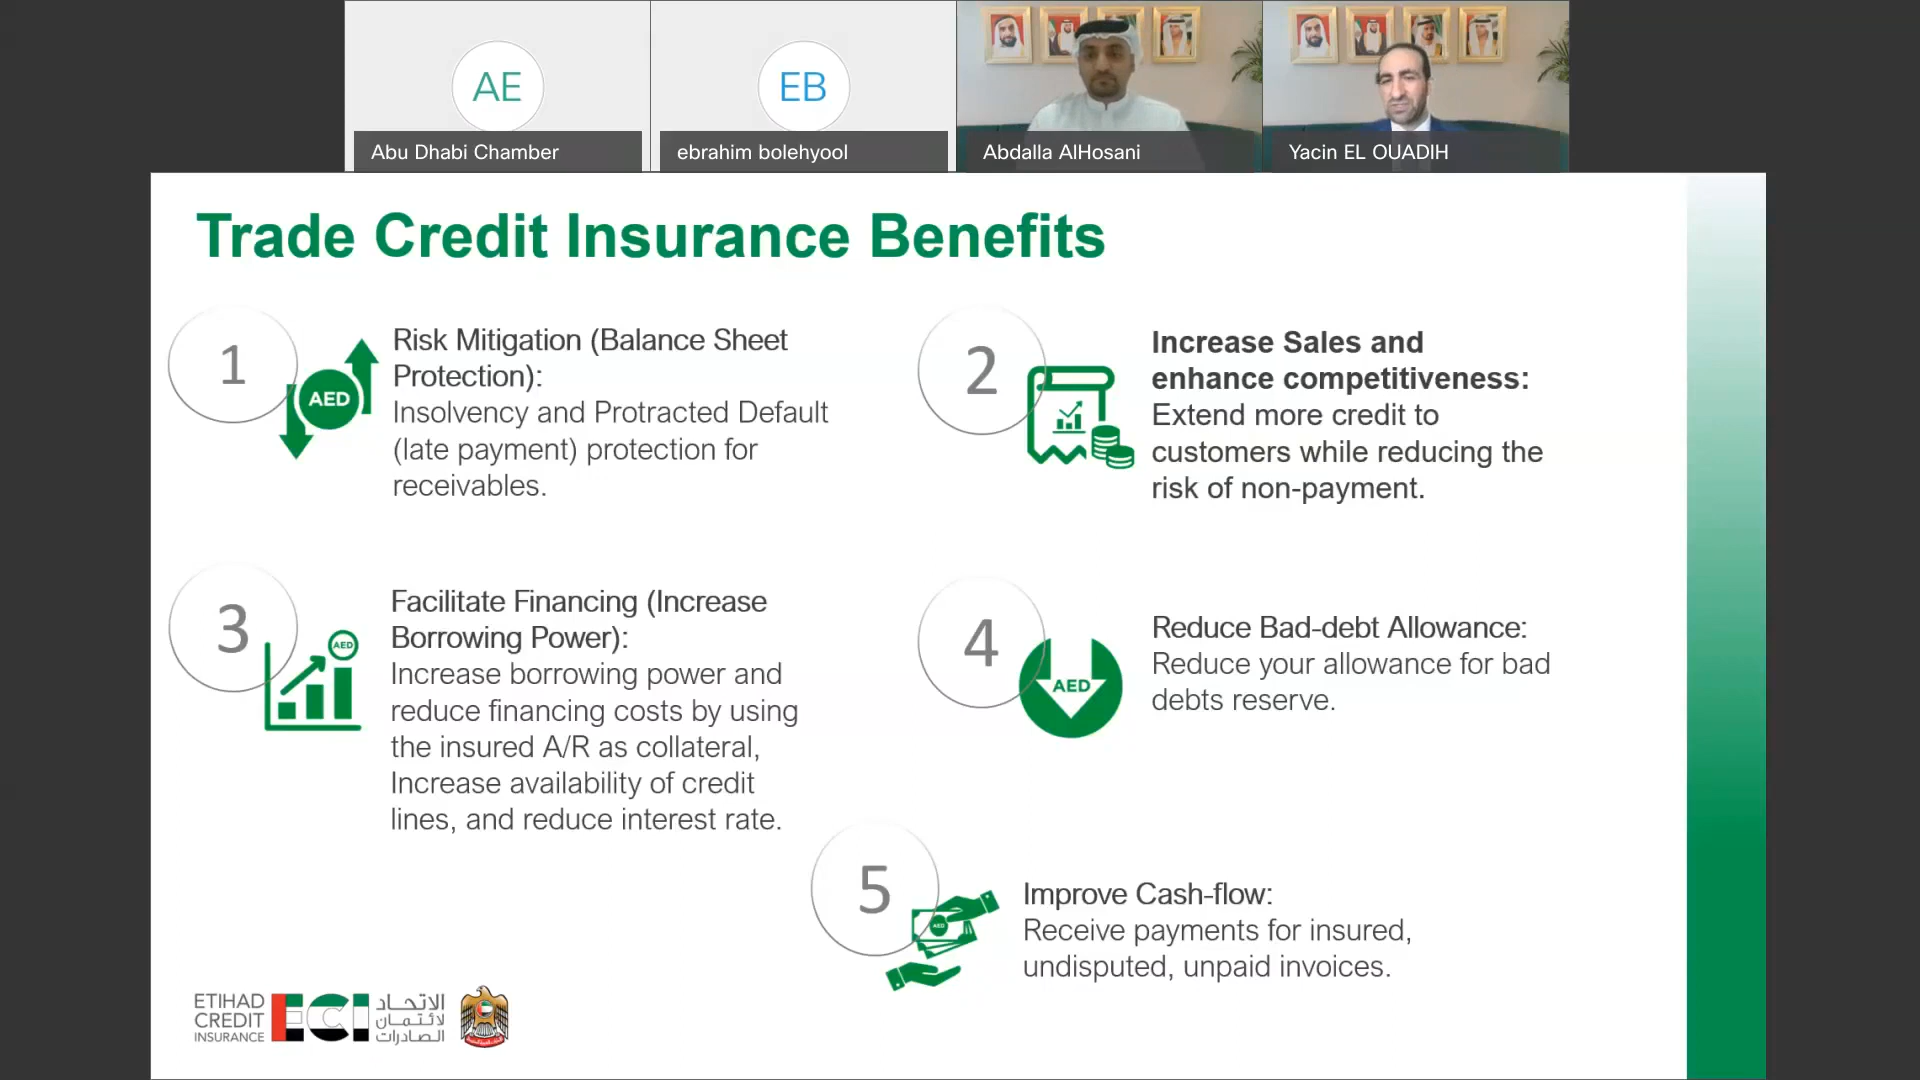 AE
EB
Abu Dhabi Chamber
ebrahim bolehyool
Abdalla AlHosani
Yacin EL OUADIH
Trade Credit Insurance Benefits
1
AED
Risk Mitigation (Balance Sheet
Protection):
Insolvency and Protracted Default
(late payment) protection for
receivables.
2
Increase Sales and
enhance competitiveness:
Extend more credit to
customers while reducing the
risk of non-payment.
3
AED
Facilitate Financing (Increase
Borrowing Power):
Increase borrowing power and
reduce financing costs by using
the insured A/R as collateral,
Increase availability of credit
lines, and reduce interest rate.
4
AED
Reduce Bad-debt Allowance:
Reduce your allowance for bad
debts reserve.
5
AED
Improve Cash-flow:
Receive payments for insured,
undisputed, unpaid invoices.
ETIHAD
CREDIT
INSURANCE
ECI
الاتحاد
لائتمان
الصادرات